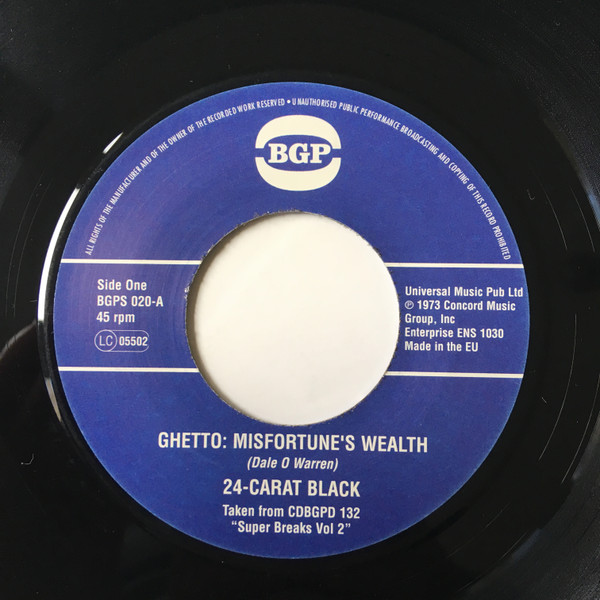 ALL RIGHTS OF THE MANUFACTURER AND OF THE OWNER OF THE RECORDED WORK RESERVED • UNAUTHORISED PUBLIC PERFORMANCE BROADCASTING AND COPYING OF THIS RECORD PROHIBITED
BGP
Side One
BGPS 020-A
45 rpm
LC 05502
Universal Music Pub Ltd
℗ 1973 Concord Music
Group, Inc
Enterprise ENS 1030
Made in the EU
GHETTO: MISFORTUNE'S WEALTH
(Dale O Warren)
24-CARAT BLACK
Taken from CDBGPD 132
"Super Breaks Vol 2"